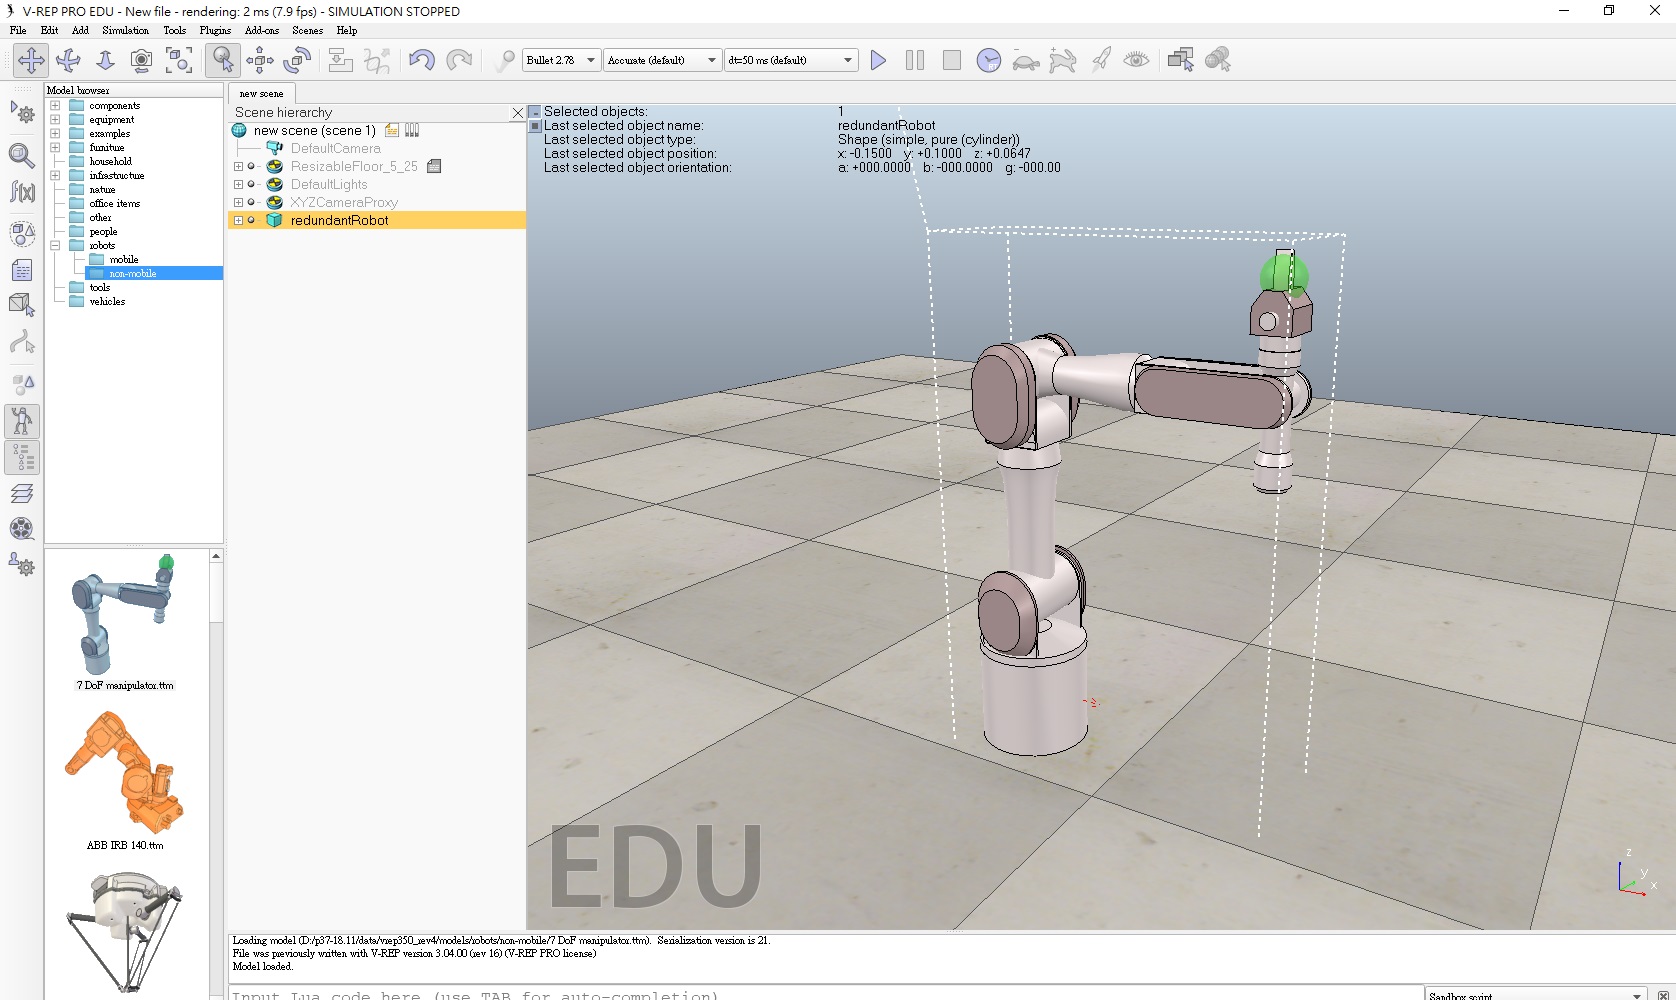 V-REP PRO EDU - New file - rendering: 2 ms (7.9 fps) - SIMULATION STOPPED
File Edit Add Simulation Tools Plugins Add-ons Scenes Help
Bullet 2.78 Accurate (default) dt=50 ms (default)
Model browser
components
equipment
examples
furniture
household
infrastructure
nature
office items
other
people
robots
mobile
non-mobile
tools
vehicles
7 DoF manipulator.ttm
ABB IRB 140.ttm
new scene
Scene hierarchy
new scene (scene 1)
DefaultCamera
ResizableFloor_5_25
DefaultLights
XYZCameraProxy
redundantRobot
Selected objects: 1
Last selected object name: redundantRobot
Last selected object type: Shape (simple, pure (cylinder))
Last selected object position: x: -0.1500 y: +0.1000 z: +0.0647
Last selected object orientation: a: +000.0000 b: -000.0000 g: -000.00
EDU
z
y
x
Loading model (D:/p37-18.11/data/vrep350_rev4/models/robots/non-mobile/7 DoF manipulator.ttm). Serialization version is 21.
File was previously written with V-REP version 3.04.00 (rev 16) (V-REP PRO license)
Model loaded.
Input Lua code here (use TAB for auto-completion)
Sandbox script